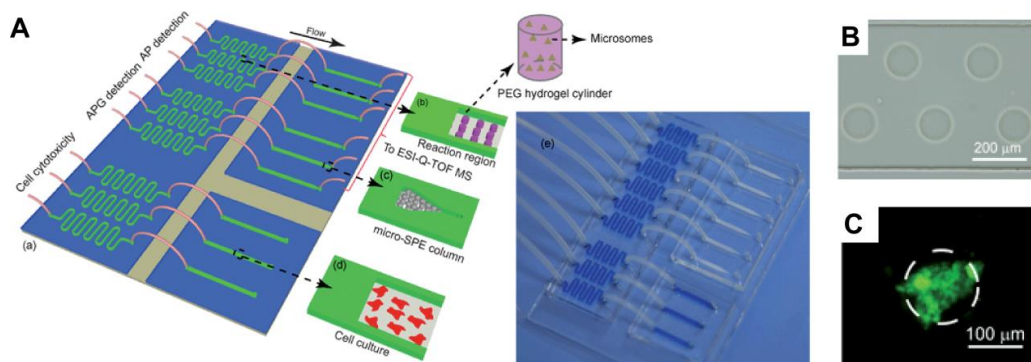 A
AP detection
APG detection
Cell cytotoxicity
Flow
(a)
(b)
Reaction region
To ESI-Q-TOF MS
(c)
micro-SPE column
(d)
Cell culture
Microsomes
PEG hydrogel cylinder
(e)
B
200 μm
C
100 μm